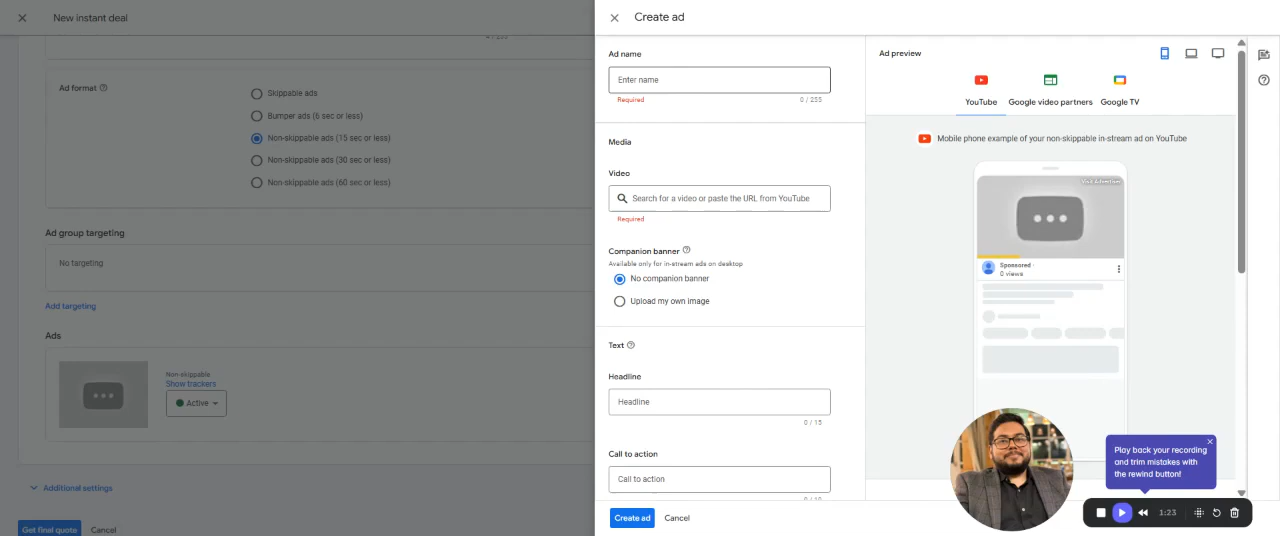 New instant deal
Ad format
Skippable ads
Bumper ads (6 sec or less)
Non-skippable ads (15 sec or less)
Non-skippable ads (30 sec or less)
Non-skippable ads (60 sec or less)
Ad group targeting
No targeting
Add targeting
Ads
Non-skippable
Show trackers
Active
Additional settings
Get final quote
Cancel
Create ad
Ad name
Enter name
Required
0 / 255
Media
Video
Search for a video or paste the URL from YouTube
Required
Companion banner
Available only for in-stream ads on desktop
No companion banner
Upload my own image
Text
Headline
Headline
0 / 15
Call to action
Call to action
Create ad
Cancel
Ad preview
YouTube
Google video partners
Google TV
Mobile phone example of your non-skippable in-stream ad on YouTube
Visit Advertiser
Sponsored ·
0 views
Play back your recording
and trim mistakes with
the rewind button!
1:23